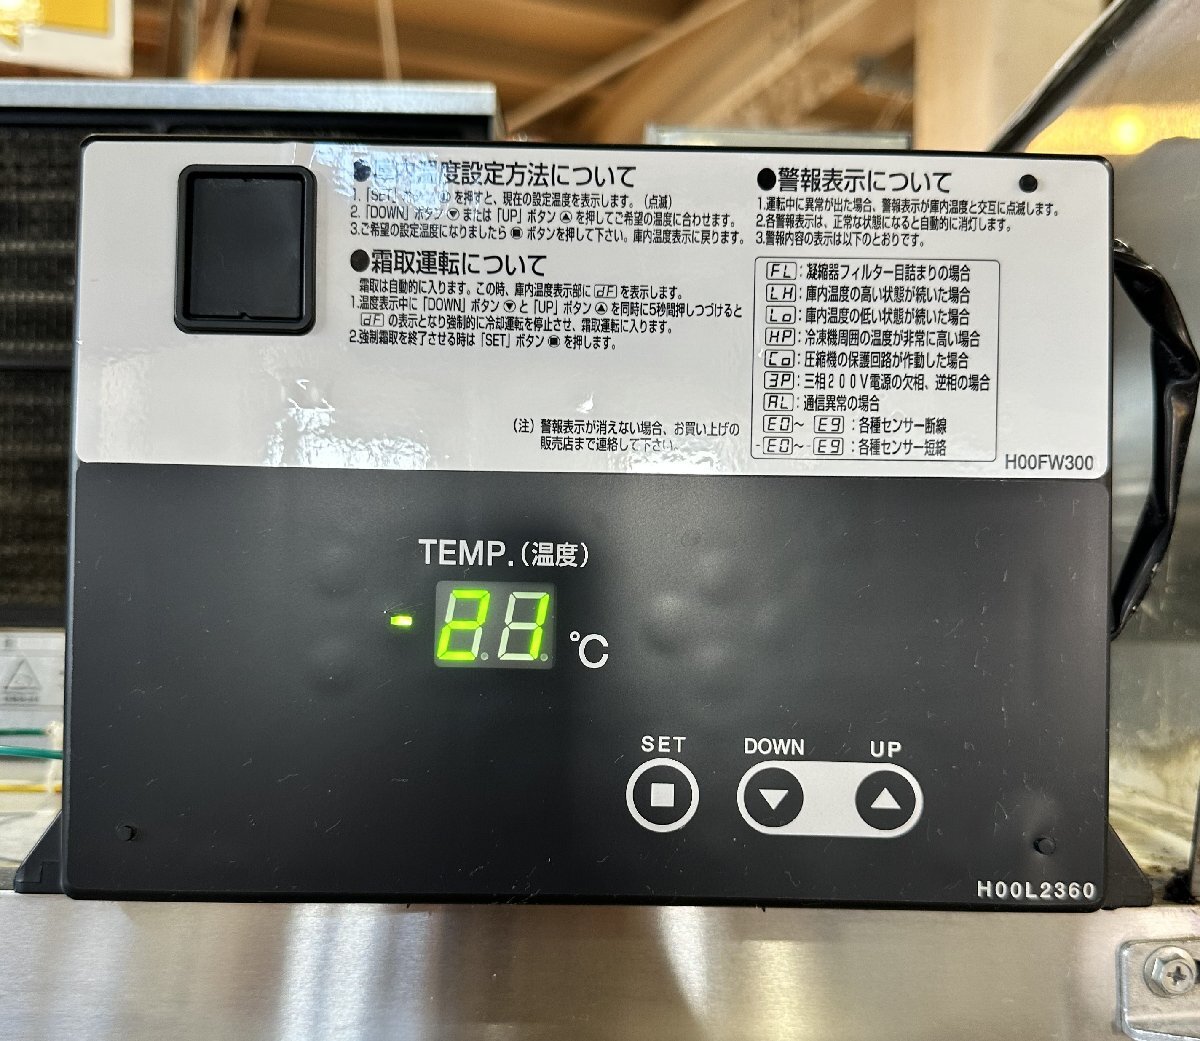 ●庫内温度設定方法について
1.「SET」ボタン■を押すと、現在の設定温度を表示します。(点滅)
2.「DOWN」ボタン▼または「UP」ボタン▲を押してご希望の温度に合わせます。
3.ご希望の設定温度になりましたら■ボタンを押して下さい。庫内温度表示に戻ります。
●霜取運転について
霜取は自動的に入ります。この時、庫内温度表示部にdFを表示します。
1.温度表示中に「DOWN」ボタン▼と「UP」ボタン▲を同時に5秒間押しつづけると
dFの表示となり強制的に冷却運転を停止させ、霜取運転に入ります。
2.強制霜取を終了させる時は「SET」ボタン■を押します。
(注)警報表示が消えない場合、お買い上げの
販売店まで連絡して下さい。
●警報表示について
1.運転中に異常が出た場合、警報表示が庫内温度と交互に点滅します。
2.各警報表示は、正常な状態になると自動的に消灯します。
3.警報内容の表示は以下のとおりです。
FL:凝縮器フィルター目詰まりの場合
LH:庫内温度の高い状態が続いた場合
Lo:庫内温度の低い状態が続いた場合
HP:冷凍機周囲の温度が非常に高い場合
Co:圧縮機の保護回路が作動した場合
3P:三相200V電源の欠相、逆相の場合
AL:通信異常の場合
E0~E9:各種センサー断線
-E0~-E9:各種センサー短絡
H00FW300
TEMP.(温度)
-21℃
SET DOWN UP
H00L2360